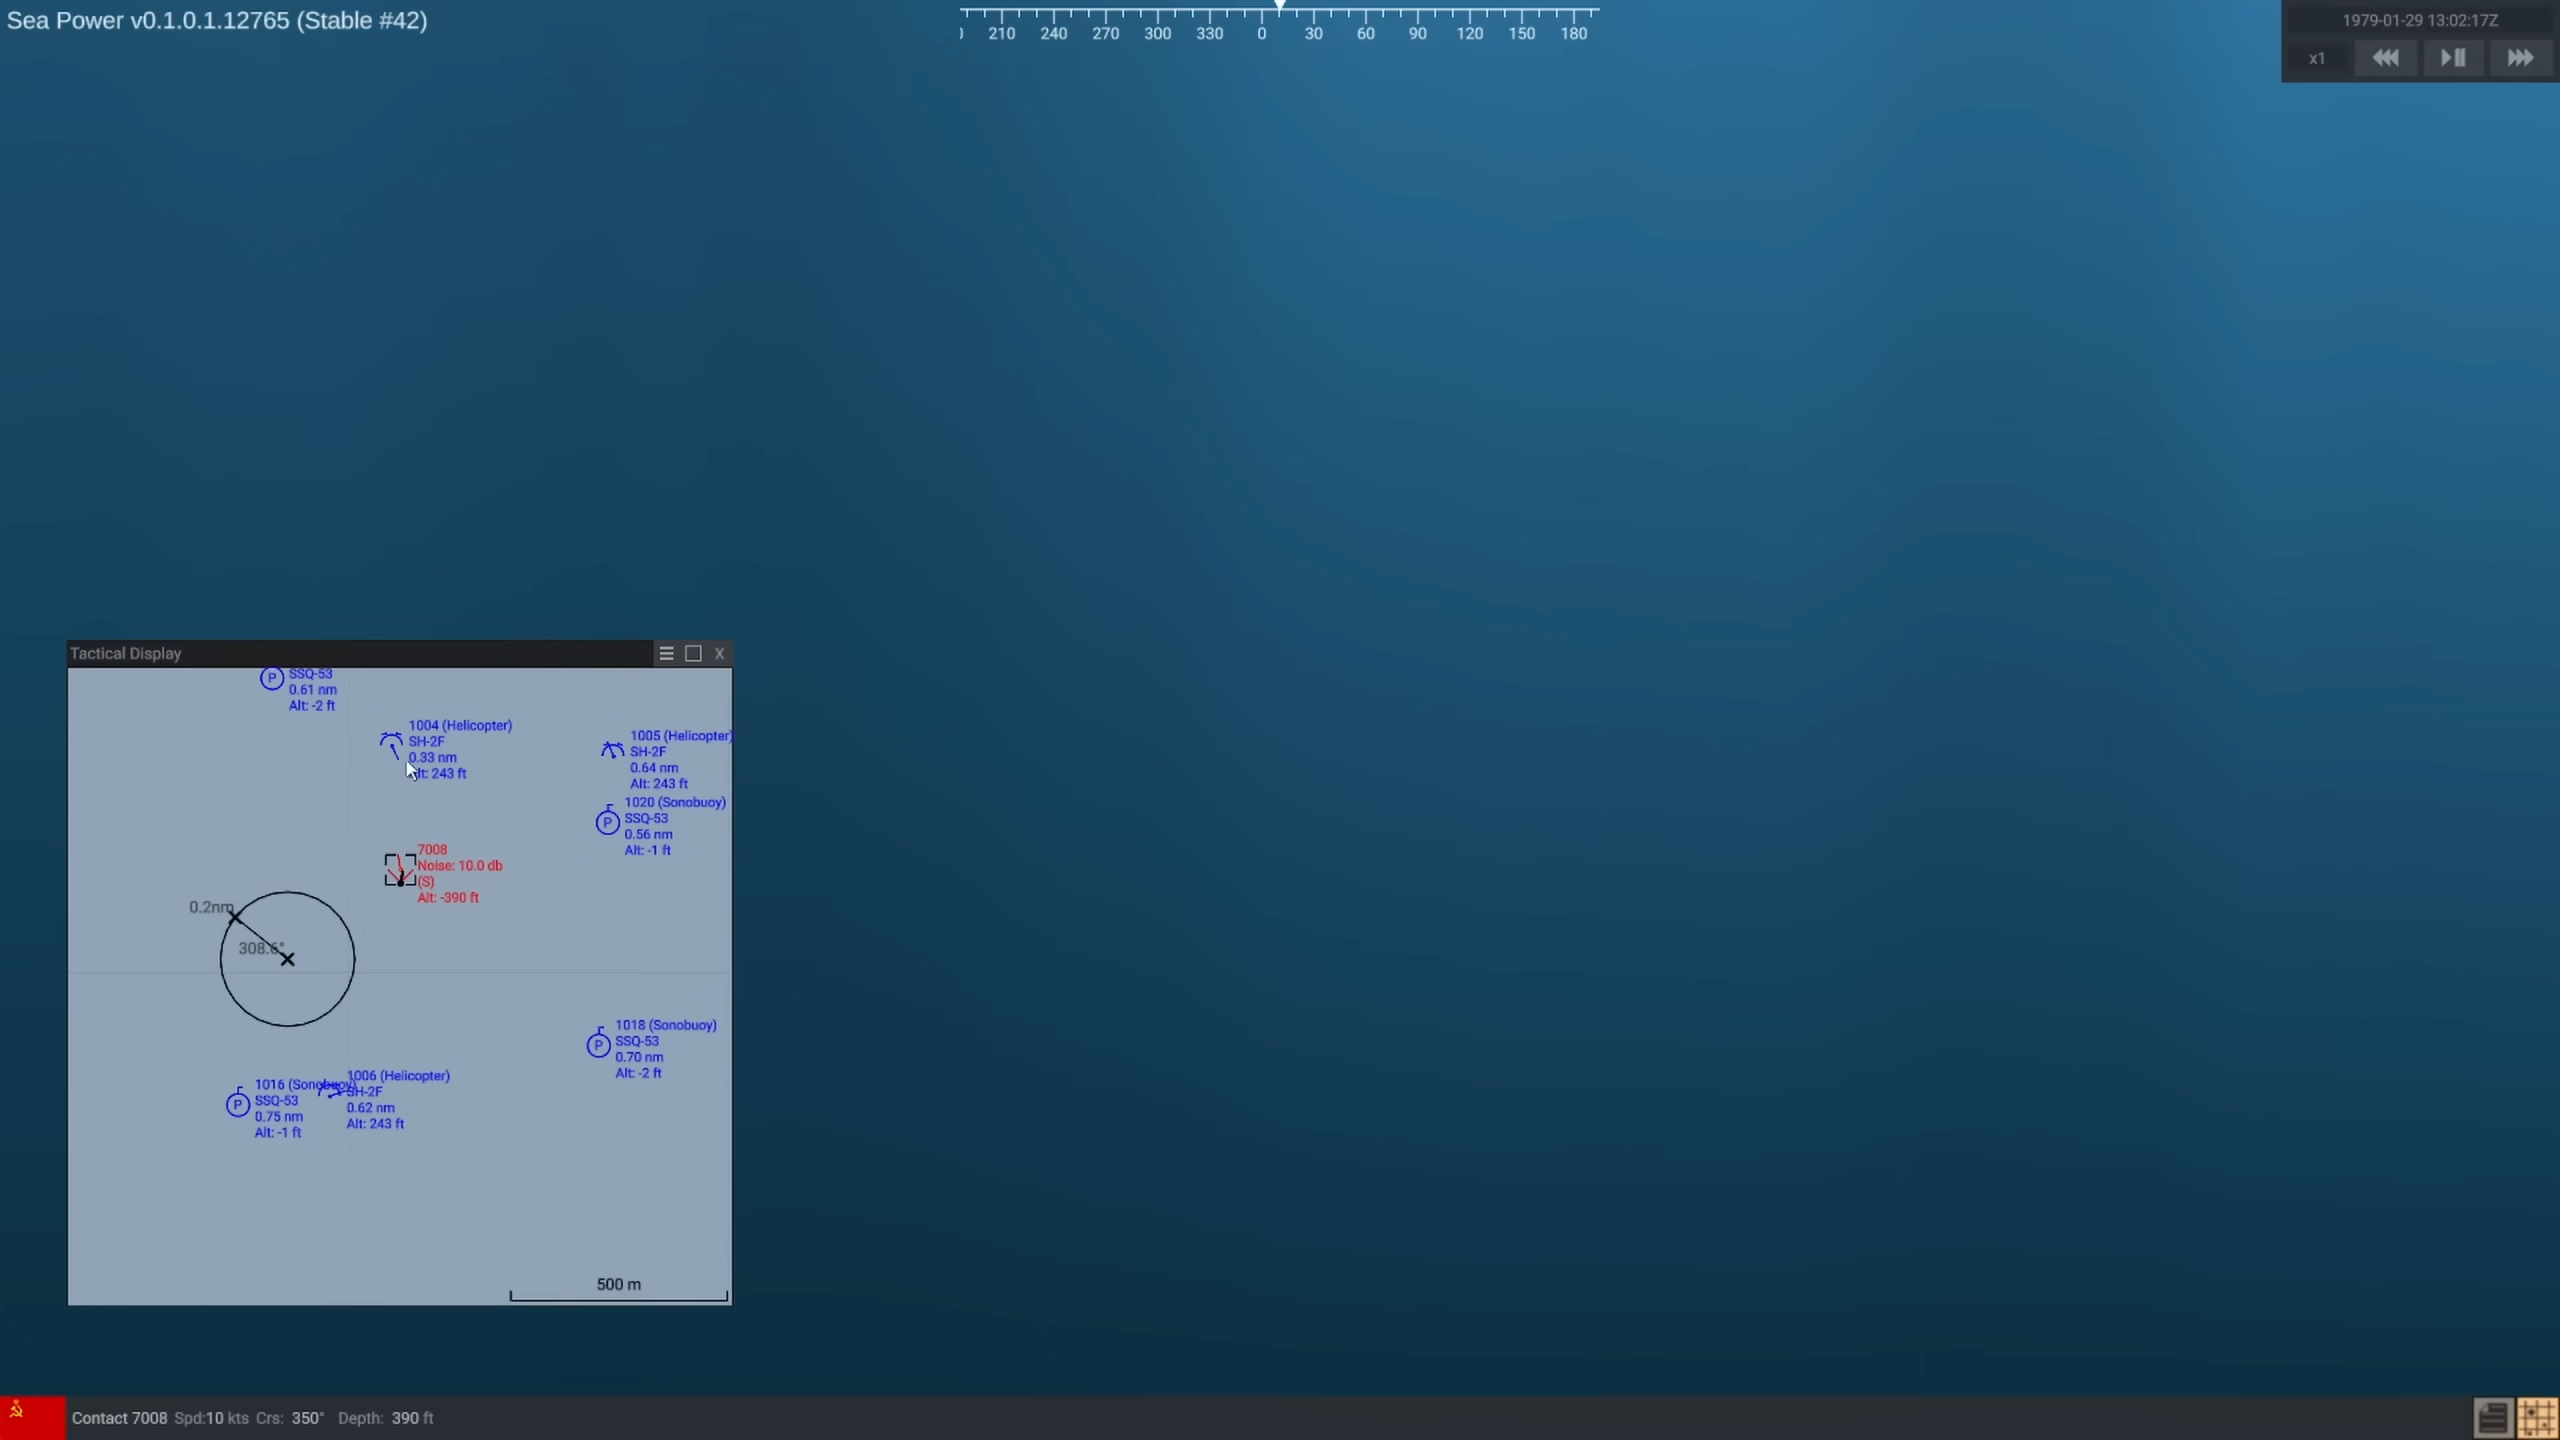 Sea Power v0.1.0.1.12765 (Stable #42)
210 240 270 300 330 0 30 60 90 120 150 180
1979-01-29 13:02:17Z
x1
Tactical Display
X
P
SSQ-53
0.61 nm
Alt: -2 ft
1004 (Helicopter)
SH-2F
0.33 nm
lt: 243 ft
1005 (Helicopter)
SH-2F
0.64 nm
Alt: 243 ft
1020 (Sonobuoy)
P
SSQ-53
0.56 nm
Alt: -1 ft
7008
Noise: 10.0 db
(S)
Alt: -390 ft
0.2nm
308.6°
1018 (Sonobuoy)
P
SSQ-53
0.70 nm
Alt: -2 ft
1016 (Sonobuoy)
P
SSQ-53
0.75 nm
Alt: -1 ft
1006 (Helicopter)
SH-2F
0.62 nm
Alt: 243 ft
500 m
Contact 7008 Spd:10 kts Crs: 350° Depth: 390 ft